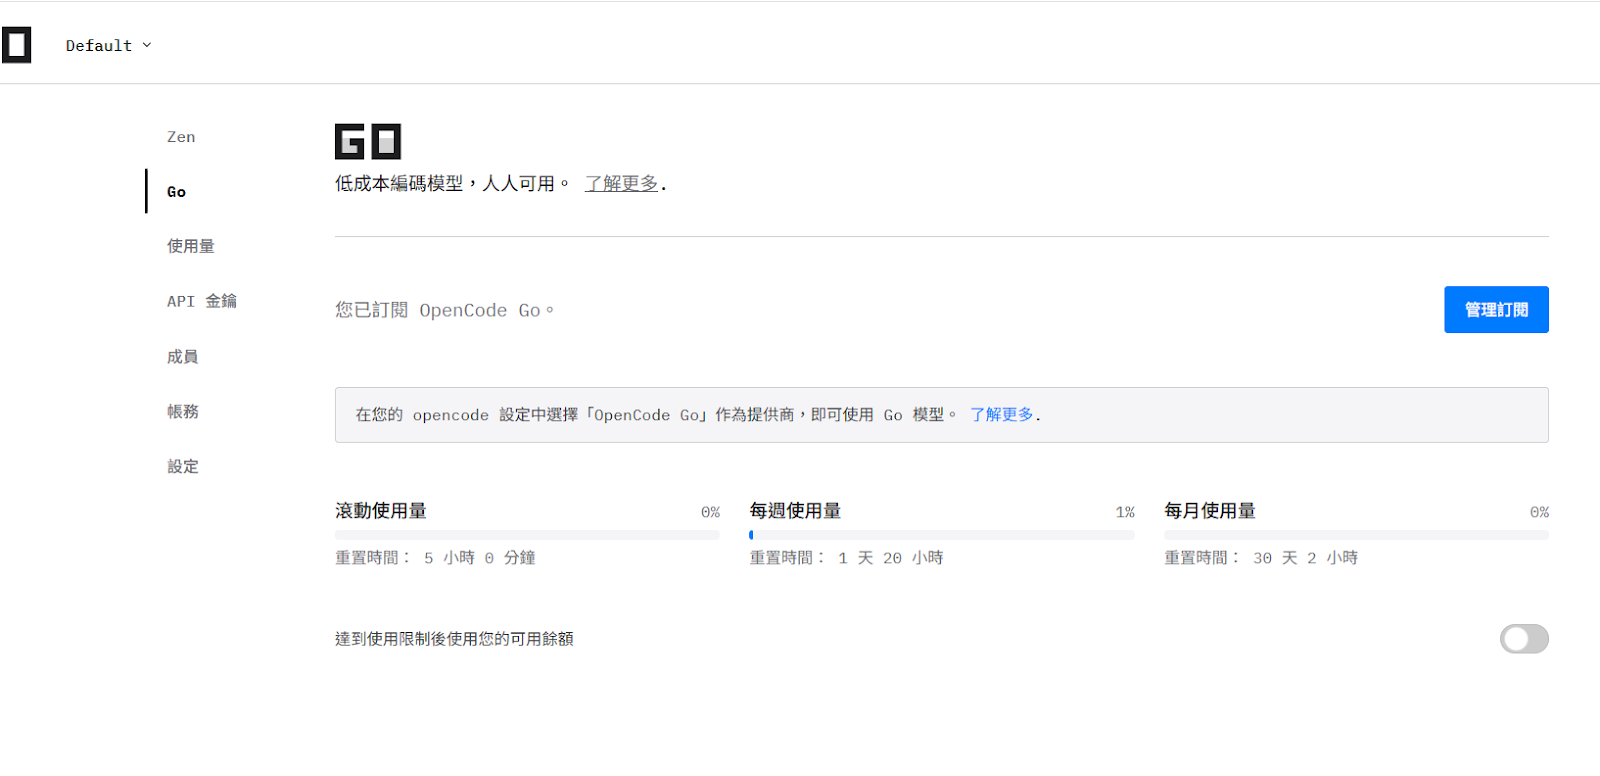 Default
Zen
Go
使用量
API 金鑰
成員
帳務
設定
GO
低成本編碼模型，人人可用。 了解更多.
您已訂閱 OpenCode Go。
管理訂閱
在您的 opencode 設定中選擇「OpenCode Go」作為提供商，即可使用 Go 模型。 了解更多.
滾動使用量 0%
重置時間： 5 小時 0 分鐘
每週使用量 1%
重置時間： 1 天 20 小時
每月使用量 0%
重置時間： 30 天 2 小時
達到使用限制後使用您的可用餘額